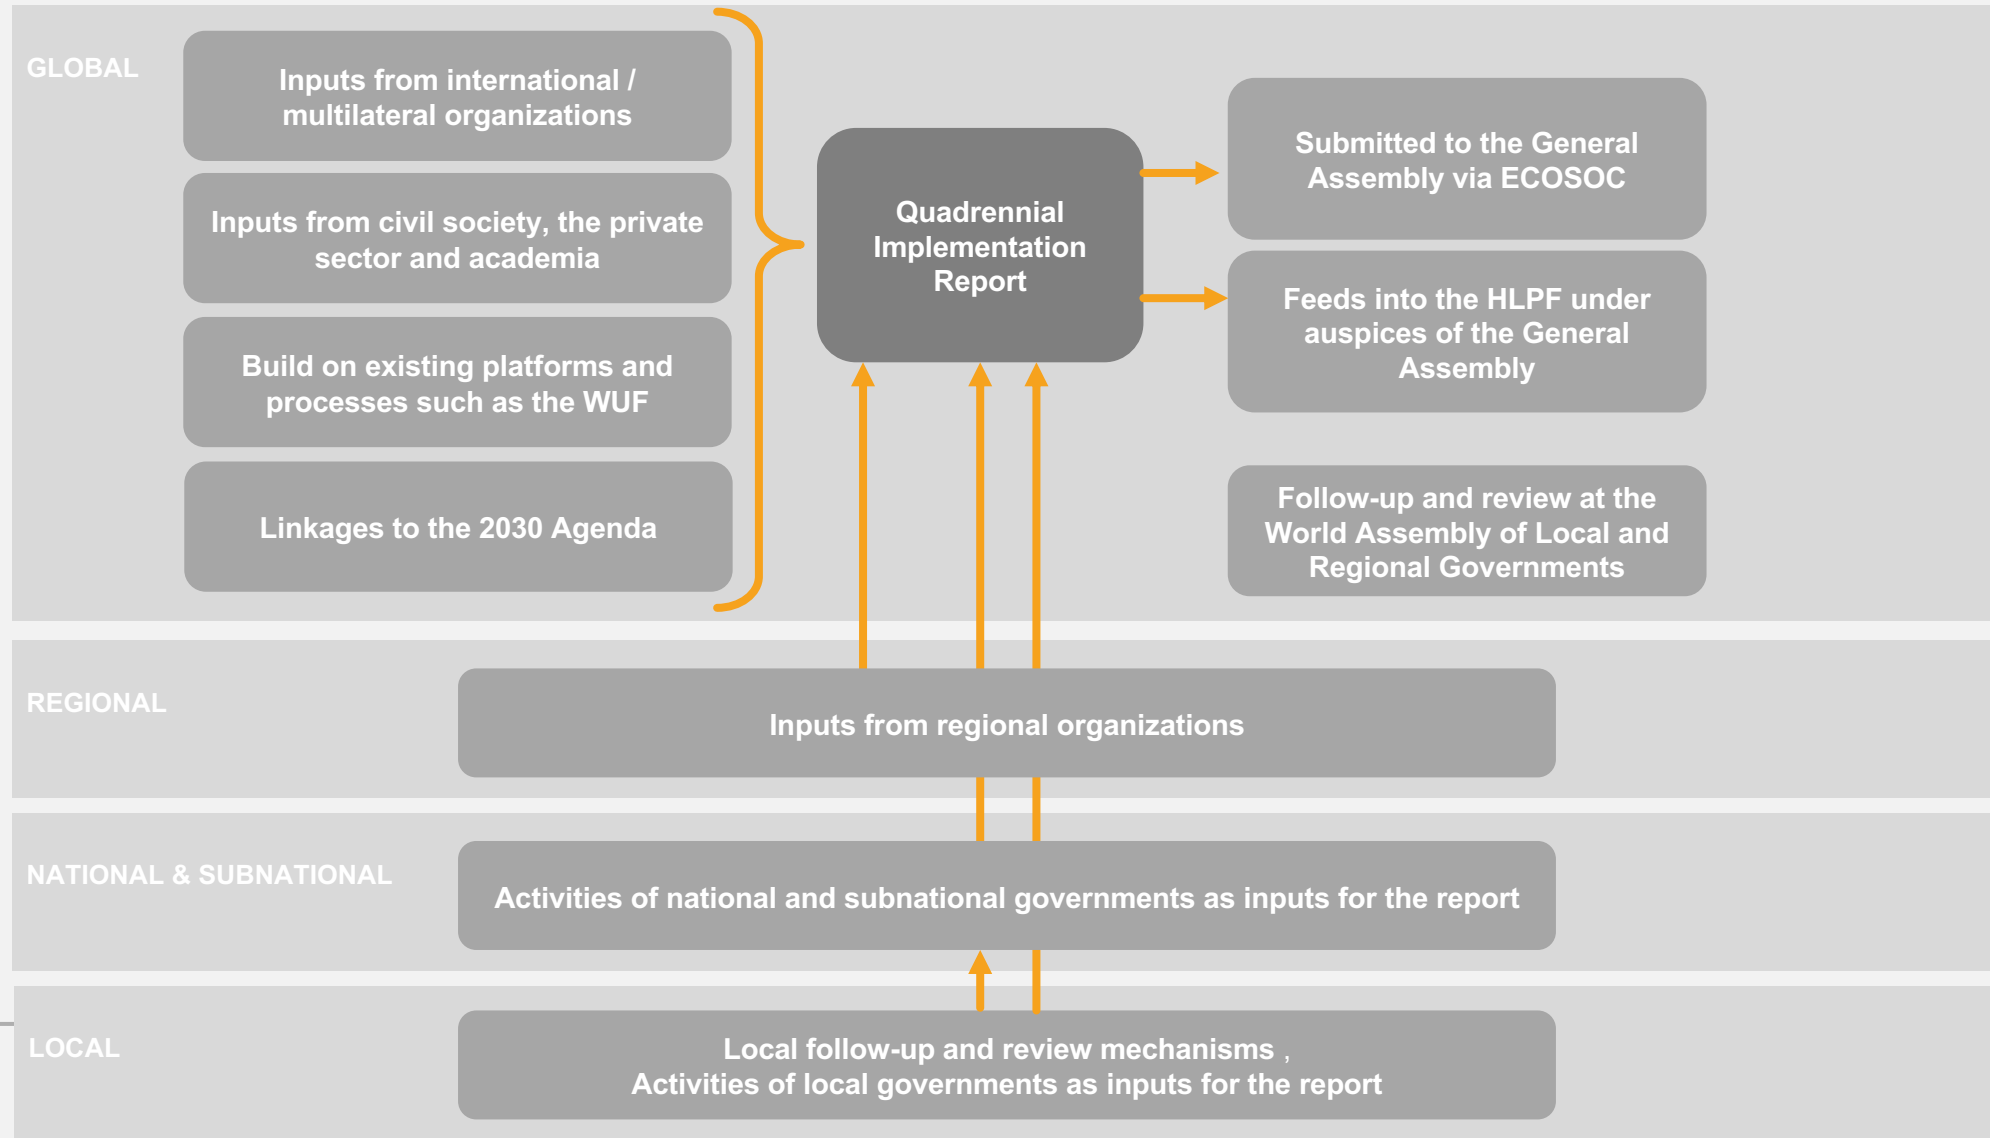 GLOBAL
Inputs from international /
multilateral organizations
Inputs from civil society, the private
sector and academia
Build on existing platforms and
processes such as the WUF
Linkages to the 2030 Agenda
Quadrennial
Implementation
Report
Submitted to the General
Assembly via ECOSOC
Feeds into the HLPF under
auspices of the General
Assembly
Follow-up and review at the
World Assembly of Local and
Regional Governments
REGIONAL
Inputs from regional organizations
NATIONAL & SUBNATIONAL
Activities of national and subnational governments as inputs for the report
LOCAL
Local follow-up and review mechanisms ,
Activities of local governments as inputs for the report